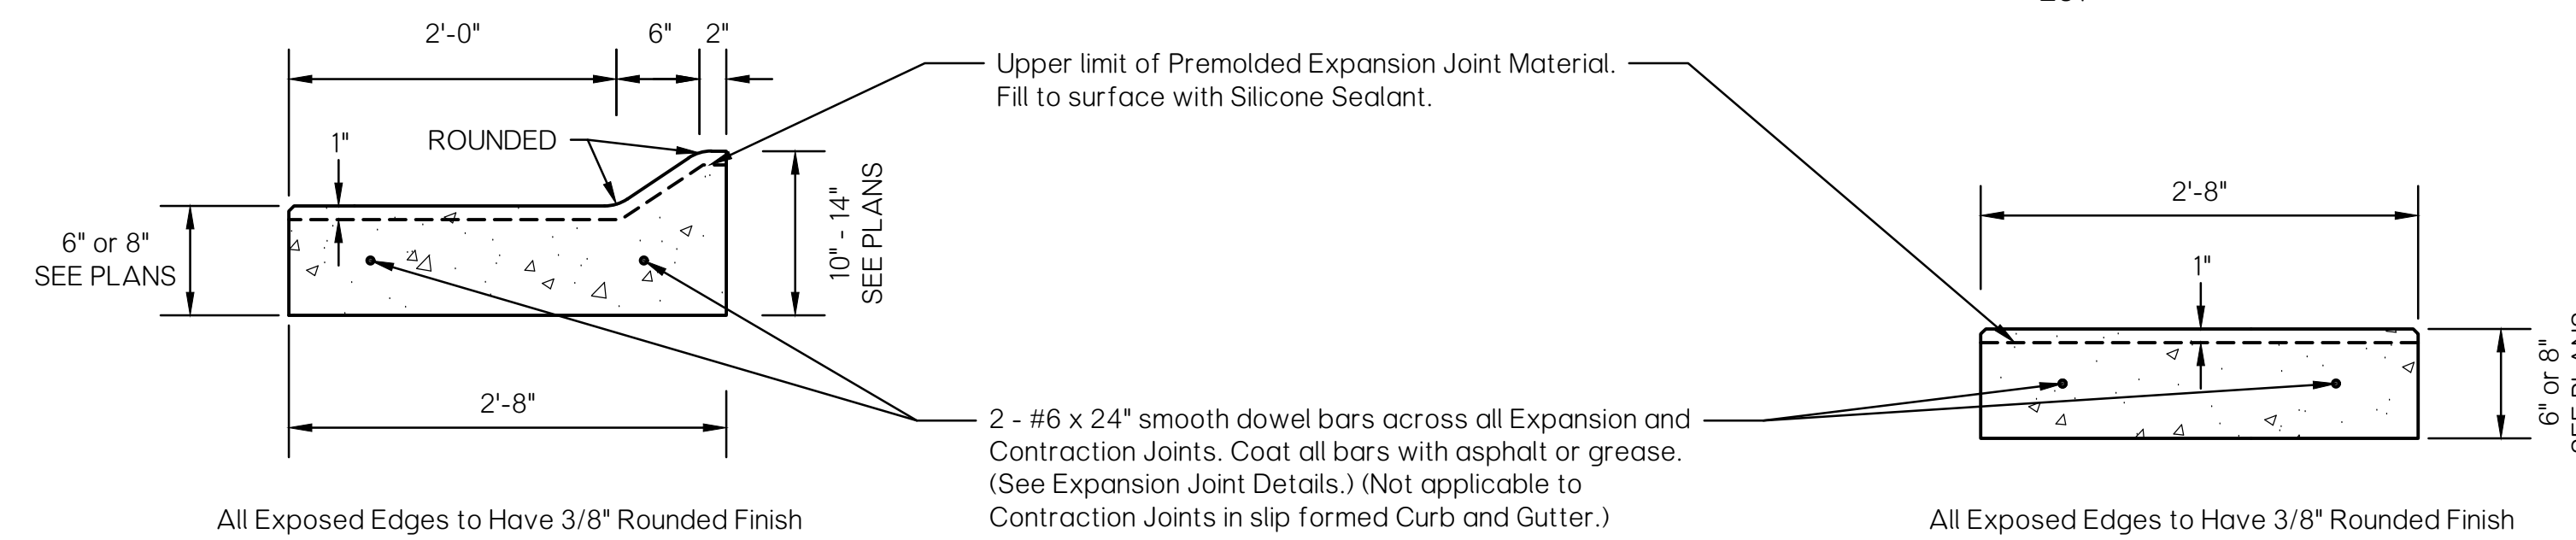 2'-0"
6"
2"
Upper limit of Premolded Expansion Joint Material.
Fill to surface with Silicone Sealant.
1"
ROUNDED
10" - 14"
SEE PLANS
6" or 8"
SEE PLANS
2'-8"
2'-8"
1"
6" or 8"
2 - #6 x 24" smooth dowel bars across all Expansion and
Contraction Joints. Coat all bars with asphalt or grease.
(See Expansion Joint Details.) (Not applicable to
Contraction Joints in slip formed Curb and Gutter.)
All Exposed Edges to Have 3/8" Rounded Finish
All Exposed Edges to Have 3/8" Rounded Finish